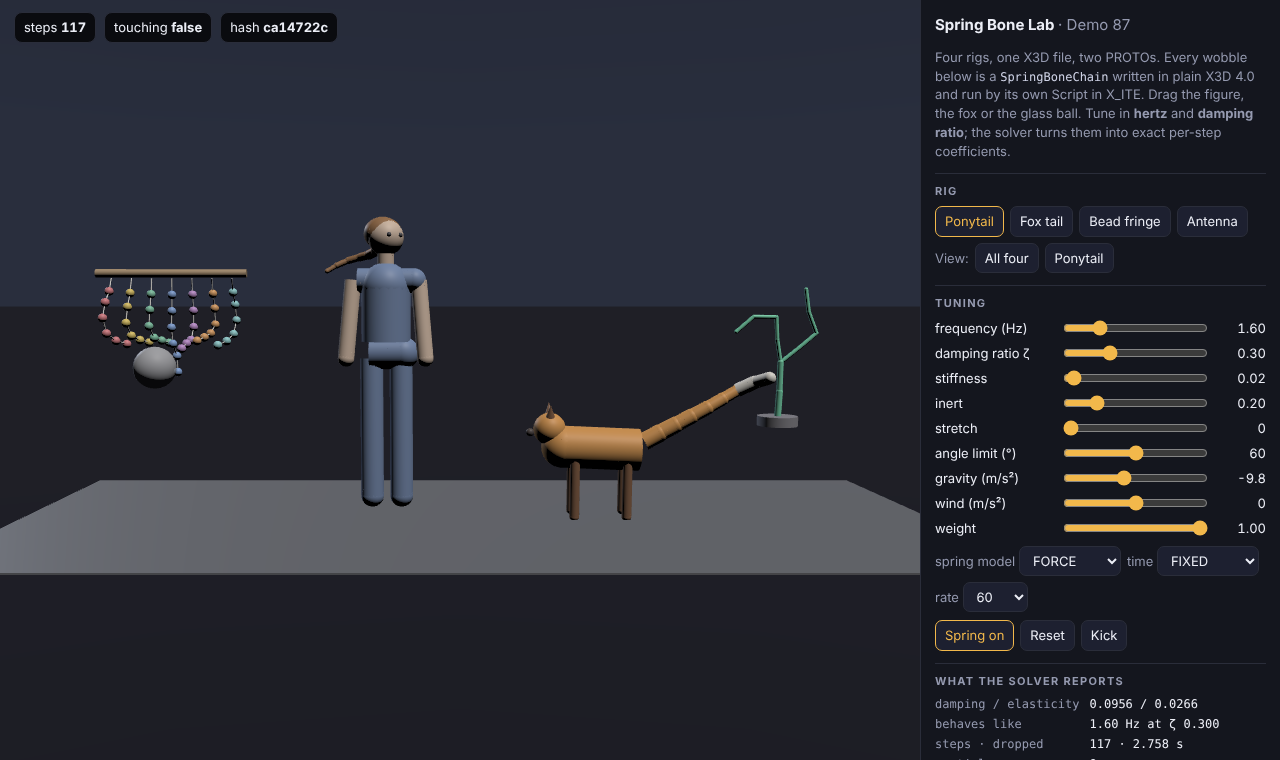 steps 117
touching false
hash ca14722c
Spring Bone Lab · Demo 87
Four rigs, one X3D file, two PROTOs. Every wobble
below is a SpringBoneChain written in plain X3D 4.0
and run by its own Script in X_ITE. Drag the figure,
the fox or the glass ball. Tune in hertz and damping
ratio; the solver turns them into exact per-step
coefficients.
RIG
Ponytail Fox tail Bead fringe Antenna
View: All four Ponytail
TUNING
frequency (Hz) 1.60
damping ratio ζ 0.30
stiffness 0.02
inert 0.20
stretch 0
angle limit (°) 60
gravity (m/s²) -9.8
wind (m/s²) 0
weight 1.00
spring model FORCE time FIXED
rate 60
Spring on Reset Kick
WHAT THE SOLVER REPORTS
damping / elasticity 0.0956 / 0.0266
behaves like 1.60 Hz at ζ 0.300
steps · dropped 117 · 2.758 s